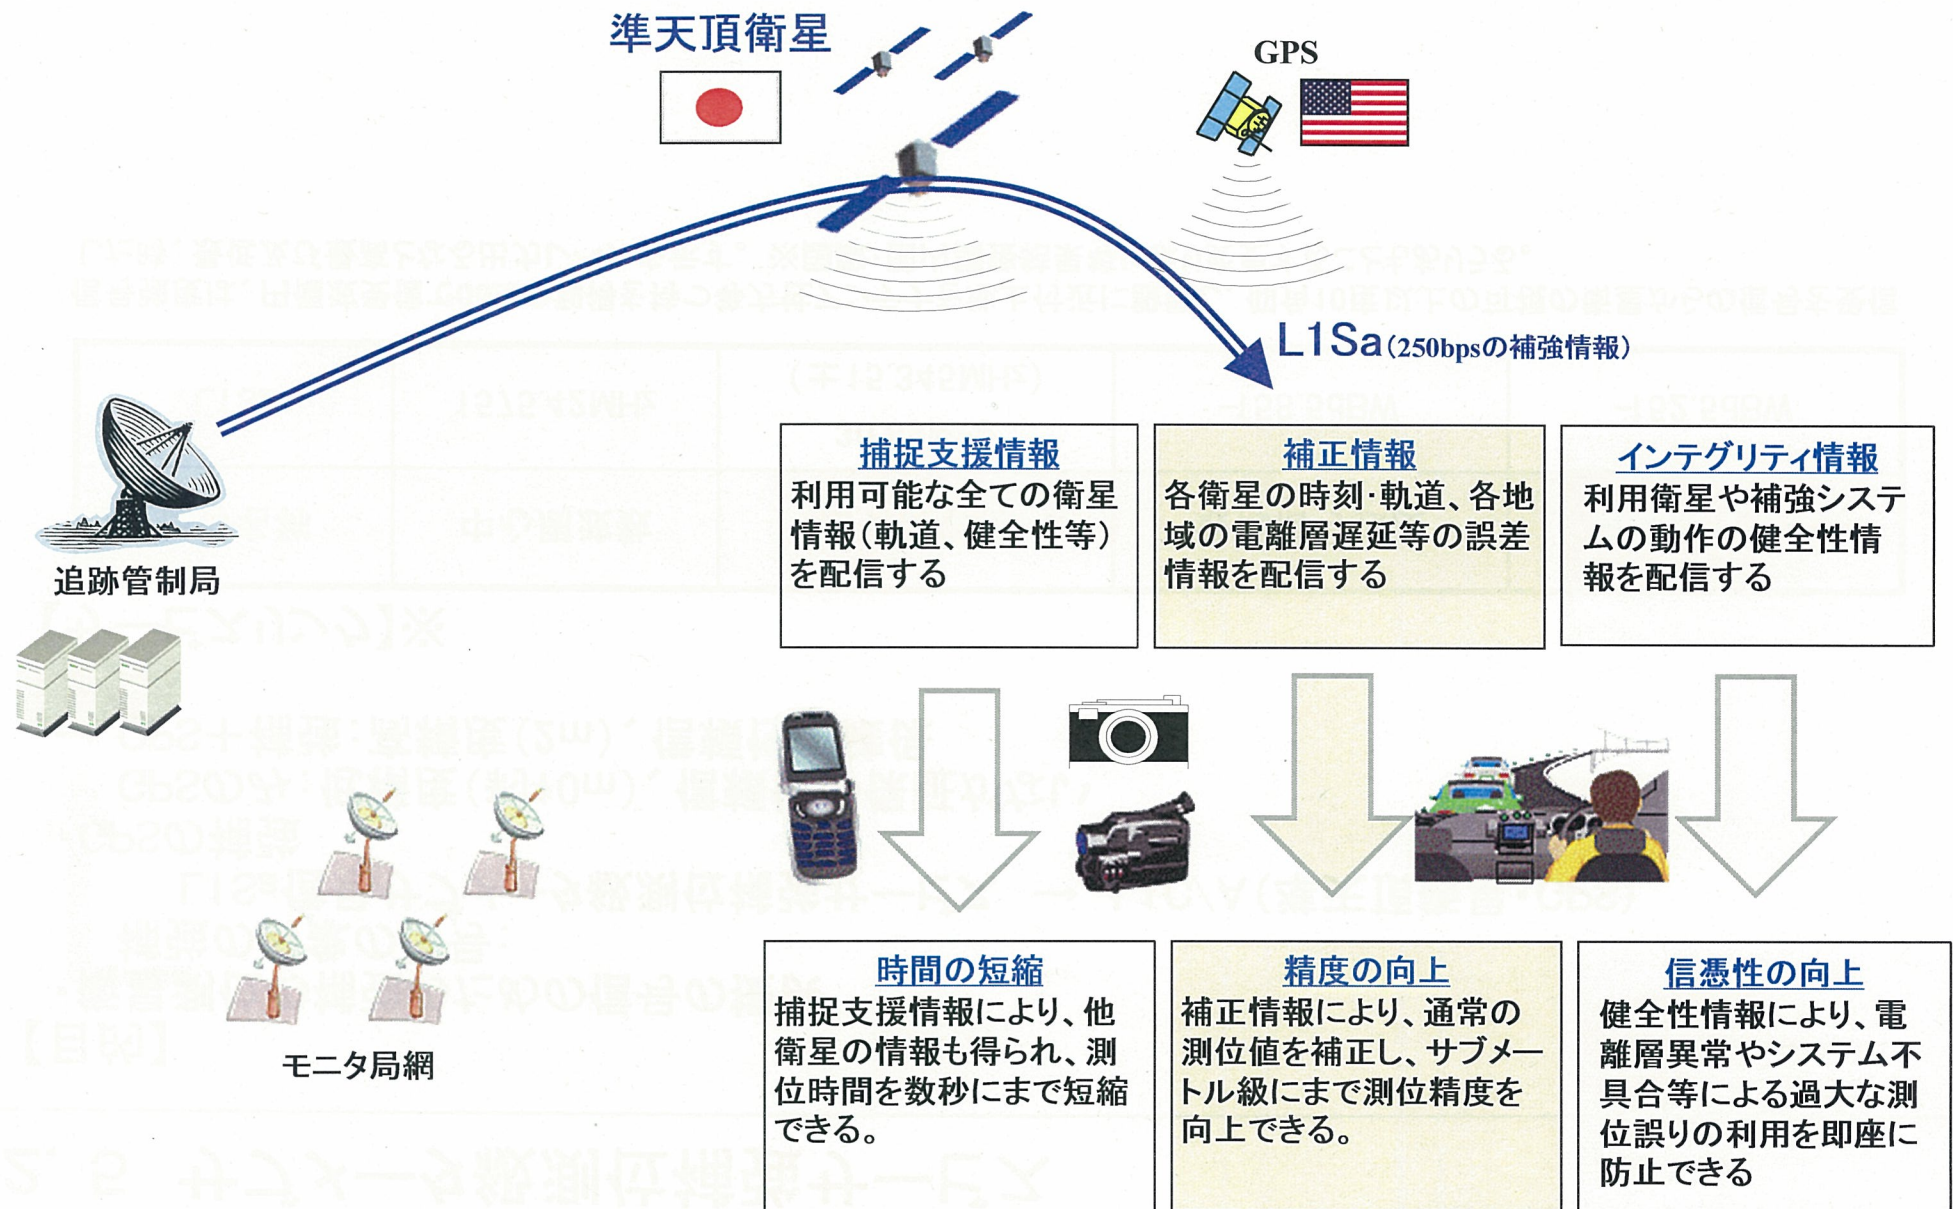 準天頂衛星
GPS
L1Sa(250bpsの補強情報)
追跡管制局
モニタ局網
捕捉支援情報
利用可能な全ての衛星
情報(軌道、健全性等)
を配信する
補正情報
各衛星の時刻・軌道、各地
域の電離層遅延等の誤差
情報を配信する
インテグリティ情報
利用衛星や補強システ
ムの動作の健全性情
報を配信する
時間の短縮
捕捉支援情報により、他
衛星の情報も得られ、測
位時間を数秒にまで短縮
できる。
精度の向上
補正情報により、通常の
測位値を補正し、サブメー
トル級にまで測位精度を
向上できる。
信憑性の向上
健全性情報により、電
離層異常やシステム不
具合等による過大な測
位誤りの利用を即座に
防止できる